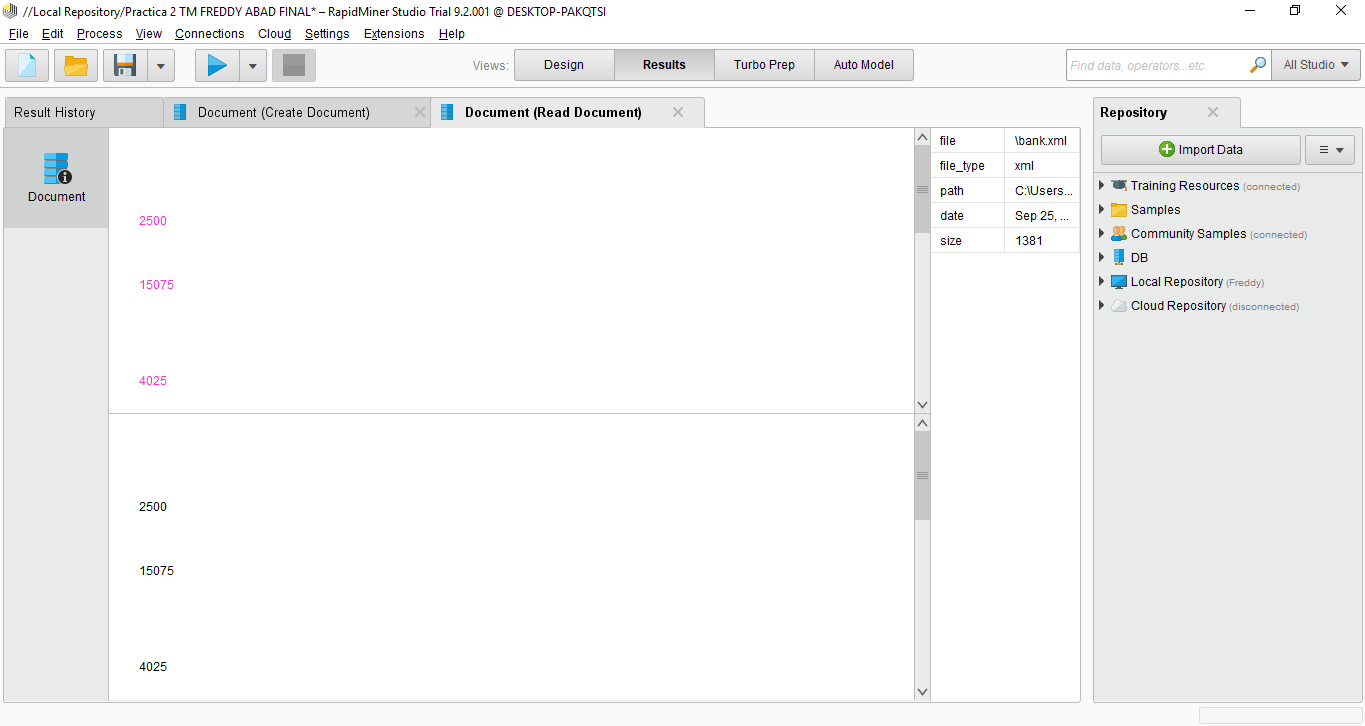 //Local Repository/Practica 2 TM FREDDY ABAD FINAL* – RapidMiner Studio Trial 9.2.001 @ DESKTOP-PAKQTSI
File Edit Process View Connections Cloud Settings Extensions Help
Views: Design Results Turbo Prep Auto Model
Find data, operators...etc
All Studio
Result History
Document (Create Document)
Document (Read Document)
Document
2500
15075
4025
2500
15075
4025
file \bank.xml
file_type xml
path C:\Users...
date Sep 25, ...
size 1381
Repository
Import Data
Training Resources (connected)
Samples
Community Samples (connected)
DB
Local Repository (Freddy)
Cloud Repository (disconnected)